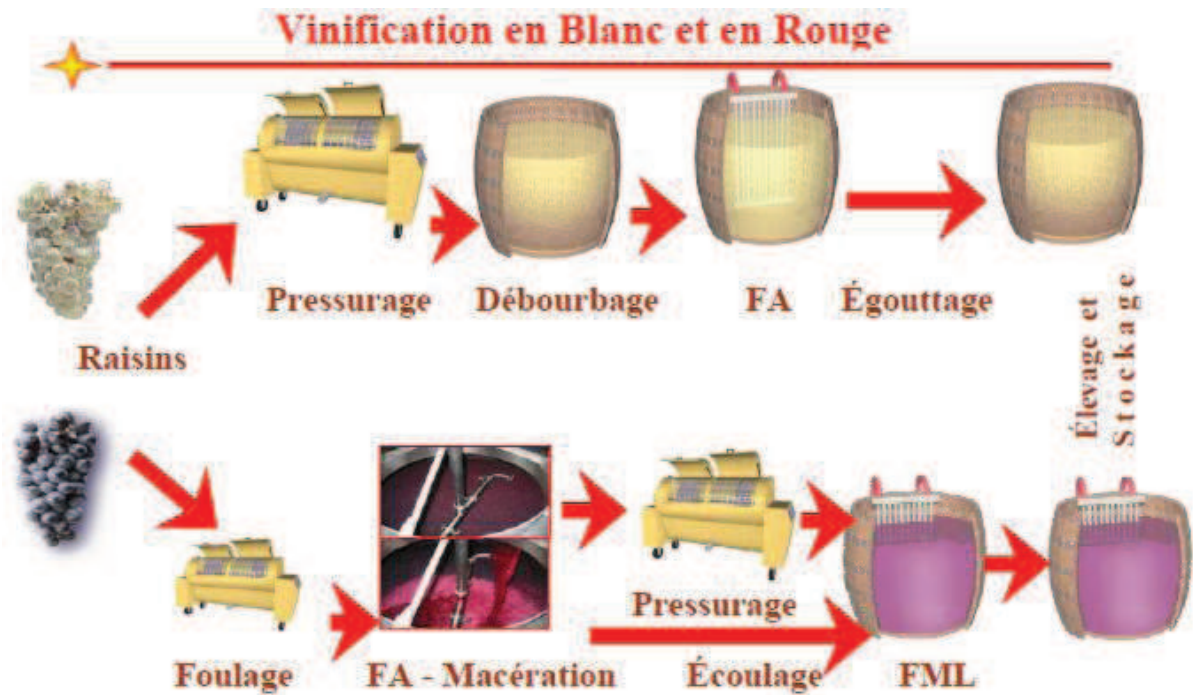 Vinification en Blanc et en Rouge
Pressurage
Débourbage
FA
Égouttage
Raisins
Élevage et
Stockage
Pressurage
Foulage
FA - Macération
Écoulage
FML